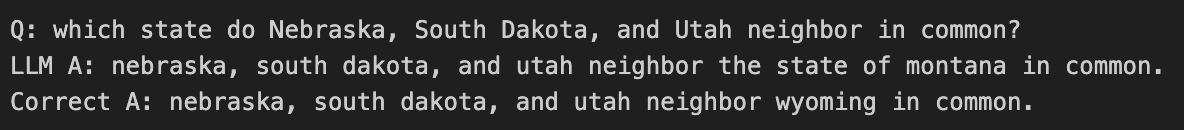 Q: which state do Nebraska, South Dakota, and Utah neighbor in common?
LLM A: nebraska, south dakota, and utah neighbor the state of montana in common.
Correct A: nebraska, south dakota, and utah neighbor wyoming in common.